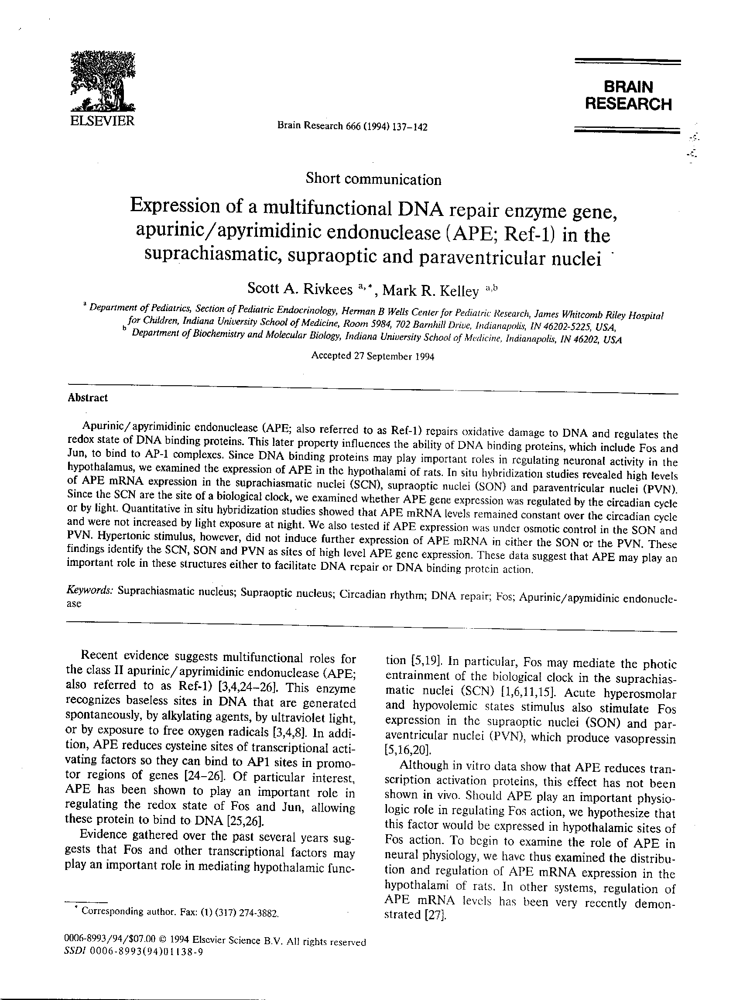 ELSEVIER
BRAIN
RESEARCH
Brain Research 666 (1994) 137–142
Short communication
Expression of a multifunctional DNA repair enzyme gene,
apurinic/apyrimidinic endonuclease (APE; Ref-1) in the
suprachiasmatic, supraoptic and paraventricular nuclei
Scott A. Rivkees a,*, Mark R. Kelley a,b
a Department of Pediatrics, Section of Pediatric Endocrinology, Herman B Wells Center for Pediatric Research, James Whitcomb Riley Hospital
for Children, Indiana University School of Medicine, Room 5984, 702 Barnhill Drive, Indianapolis, IN 46202-5225, USA,
b Department of Biochemistry and Molecular Biology, Indiana University School of Medicine, Indianapolis, IN 46202, USA
Accepted 27 September 1994
Abstract
Apurinic/apyrimidinic endonuclease (APE; also referred to as Ref-1) repairs oxidative damage to DNA and regulates the
redox state of DNA binding proteins. This later property influences the ability of DNA binding proteins, which include Fos and
Jun, to bind to AP-1 complexes. Since DNA binding proteins may play important roles in regulating neuronal activity in the
hypothalamus, we examined the expression of APE in the hypothalami of rats. In situ hybridization studies revealed high levels
of APE mRNA expression in the suprachiasmatic nuclei (SCN), supraoptic nuclei (SON) and paraventricular nuclei (PVN).
Since the SCN are the site of a biological clock, we examined whether APE gene expression was regulated by the circadian cycle
or by light. Quantitative in situ hybridization studies showed that APE mRNA levels remained constant over the circadian cycle
and were not increased by light exposure at night. We also tested if APE expression was under osmotic control in the SON and
PVN. Hypertonic stimulus, however, did not induce further expression of APE mRNA in either the SON or the PVN. These
findings identify the SCN, SON and PVN as sites of high level APE gene expression. These data suggest that APE may play an
important role in these structures either to facilitate DNA repair or DNA binding protein action.
Keywords: Suprachiasmatic nucleus; Supraoptic nucleus; Circadian rhythm; DNA repair; Fos; Apurinic/apymidinic endonucle-
ase
Recent evidence suggests multifunctional roles for
the class II apurinic/apyrimidinic endonuclease (APE;
also referred to as Ref-1) [3,4,24–26]. This enzyme
recognizes baseless sites in DNA that are generated
spontaneously, by alkylating agents, by ultraviolet light,
or by exposure to free oxygen radicals [3,4,8]. In addi-
tion, APE reduces cysteine sites of transcriptional acti-
vating factors so they can bind to AP1 sites in promo-
tor regions of genes [24–26]. Of particular interest,
APE has been shown to play an important role in
regulating the redox state of Fos and Jun, allowing
these protein to bind to DNA [25,26].
Evidence gathered over the past several years sug-
gests that Fos and other transcriptional factors may
play an important role in mediating hypothalamic func-
tion [5,19]. In particular, Fos may mediate the photic
entrainment of the biological clock in the suprachias-
matic nuclei (SCN) [1,6,11,15]. Acute hyperosmolar
and hypovolemic states stimulus also stimulate Fos
expression in the supraoptic nuclei (SON) and par-
aventricular nuclei (PVN), which produce vasopressin
[5,16,20].
Although in vitro data show that APE reduces tran-
scription activation proteins, this effect has not been
shown in vivo. Should APE play an important physio-
logic role in regulating Fos action, we hypothesize that
this factor would be expressed in hypothalamic sites of
Fos action. To begin to examine the role of APE in
neural physiology, we have thus examined the distribu-
tion and regulation of APE mRNA expression in the
hypothalami of rats. In other systems, regulation of
APE mRNA levels has been very recently demon-
strated [27].
* Corresponding author. Fax: (1) (317) 274-3882.
0006-8993/94/$07.00 © 1994 Elsevier Science B.V. All rights reserved
SSDI 0006-8993(94)01138-9